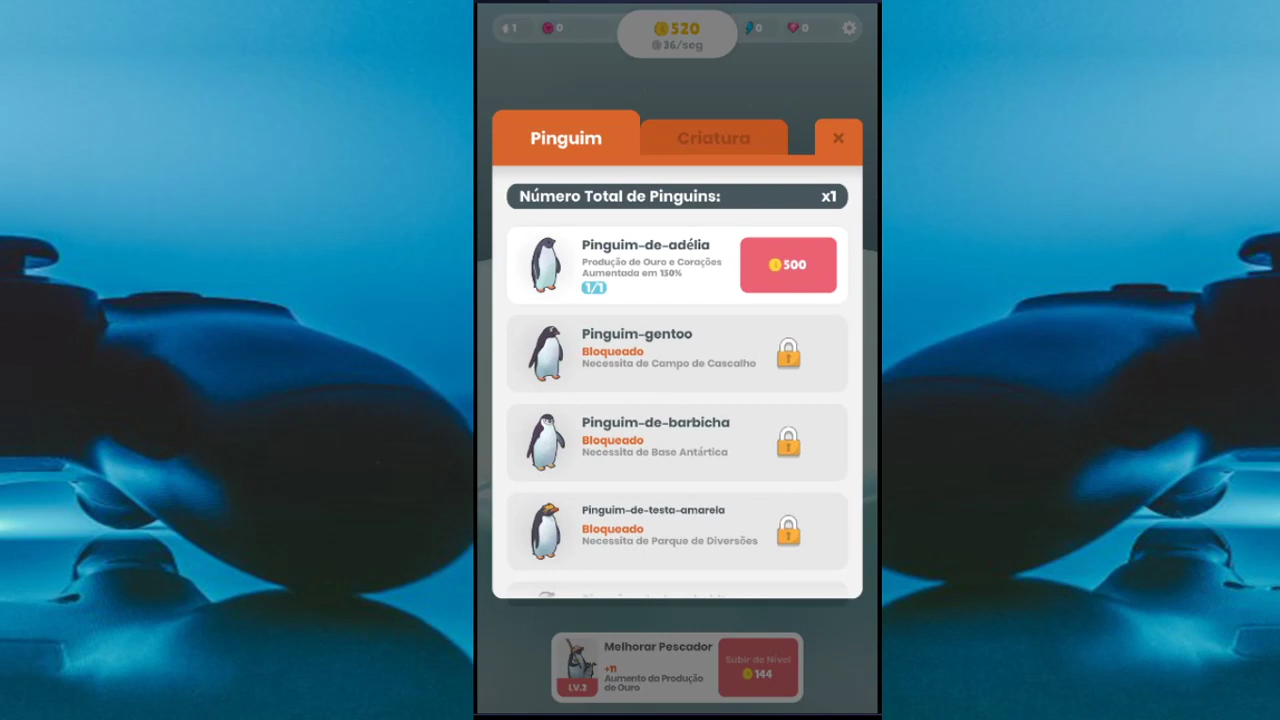 1 0 520 0 0
36/seg
Pinguim Criatura ×
Número Total de Pinguins: x1
Pinguim-de-adélia
Produção de Ouro e Corações
Aumentada em 150%
1/1
500
Pinguim-gentoo
Bloqueado
Necessita de Campo de Cascalho
Pinguim-de-barbicha
Bloqueado
Necessita de Base Antártica
Pinguim-de-testa-amarela
Bloqueado
Necessita de Parque de Diversões
Melhorar Pescador
+11
Aumento da Produção
de Ouro
LV.2
Subir de Nível
144